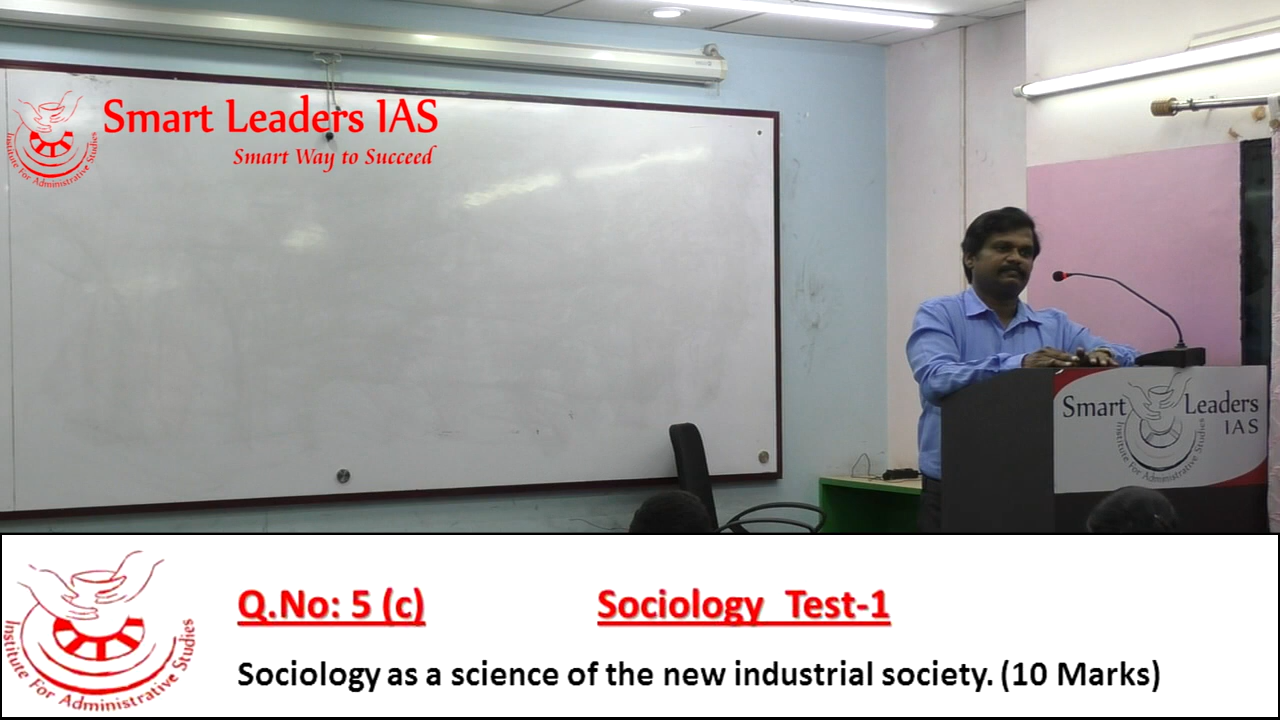 Smart Leaders IAS
Smart Way to Succeed
Institute For Administrative Studies
Smart Leaders
IAS
Institute For Administrative Studies
Q.No: 5 (c) Sociology Test-1
Sociology as a science of the new industrial society. (10 Marks)
Institute For Administrative Studies